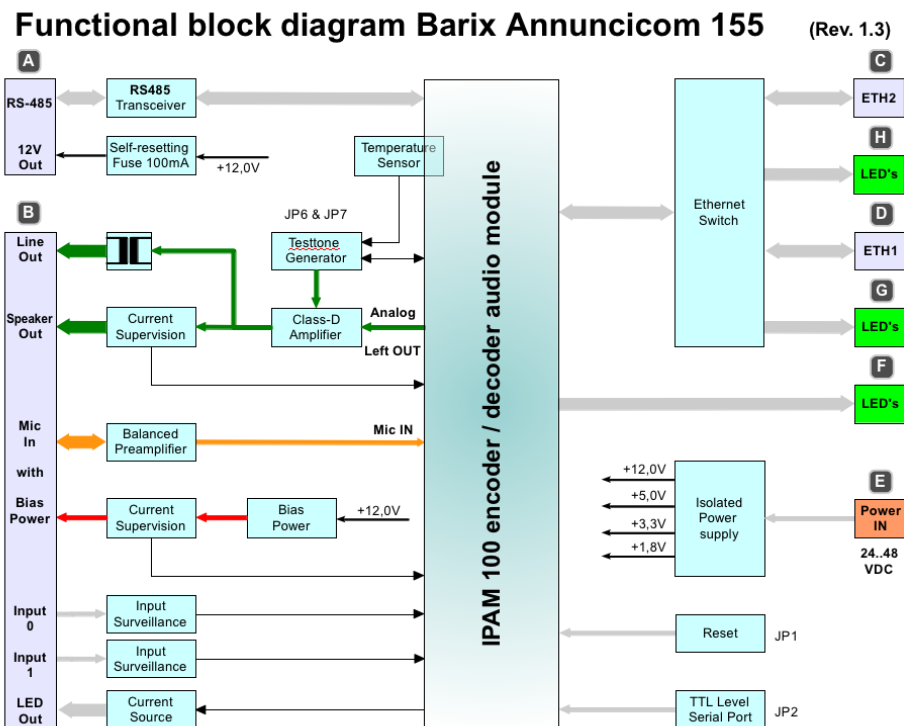 Functional block diagram Barix Annuncicom 155 (Rev. 1.3)
A
RS-485
12V
Out
RS485
Transceiver
Self-resetting
Fuse 100mA
+12,0V
Temperature
Sensor
B
Line
Out
JP6 & JP7
Testtone
Generator
Speaker
Out
Current
Supervision
Class-D
Amplifier
Analog
Left OUT
Mic
In
with
Bias
Power
Balanced
Preamplifier
Mic IN
Current
Supervision
Bias
Power
+12,0V
Input
0
Input
Surveillance
Input
1
Input
Surveillance
LED
Out
Current
Source
IPAM 100 encoder / decoder audio module
Ethernet
Switch
C
ETH2
H
LED's
D
ETH1
G
LED's
F
LED's
+12,0V
+5,0V
+3,3V
+1,8V
Isolated
Power
supply
E
Power
IN
24..48
VDC
Reset
JP1
TTL Level
Serial Port
JP2